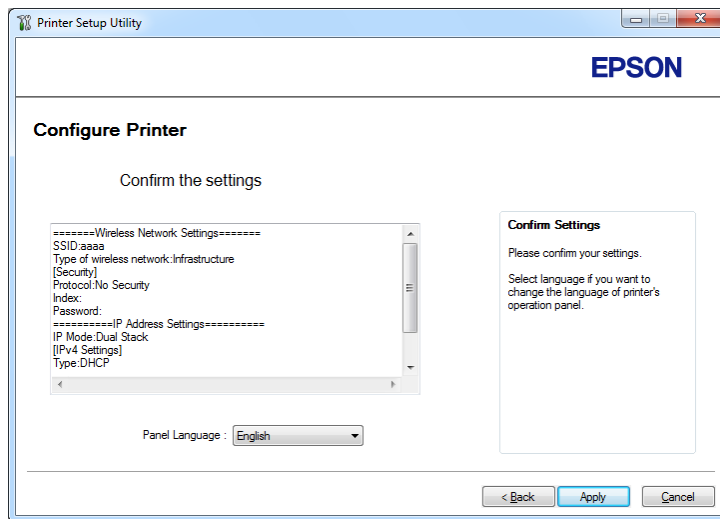 Printer Setup Utility
EPSON
Configure Printer
Confirm the settings
=======Wireless Network Settings=======
SSID:aaaa
Type of wireless network:Infrastructure
[Security]
Protocol:No Security
Index:
Password:
==========IP Address Settings==========
IP Mode:Dual Stack
[IPv4 Settings]
Type:DHCP
Panel Language : English
Confirm Settings
Please confirm your settings.
Select language if you want to
change the language of printer's
operation panel.
< Back Apply Cancel